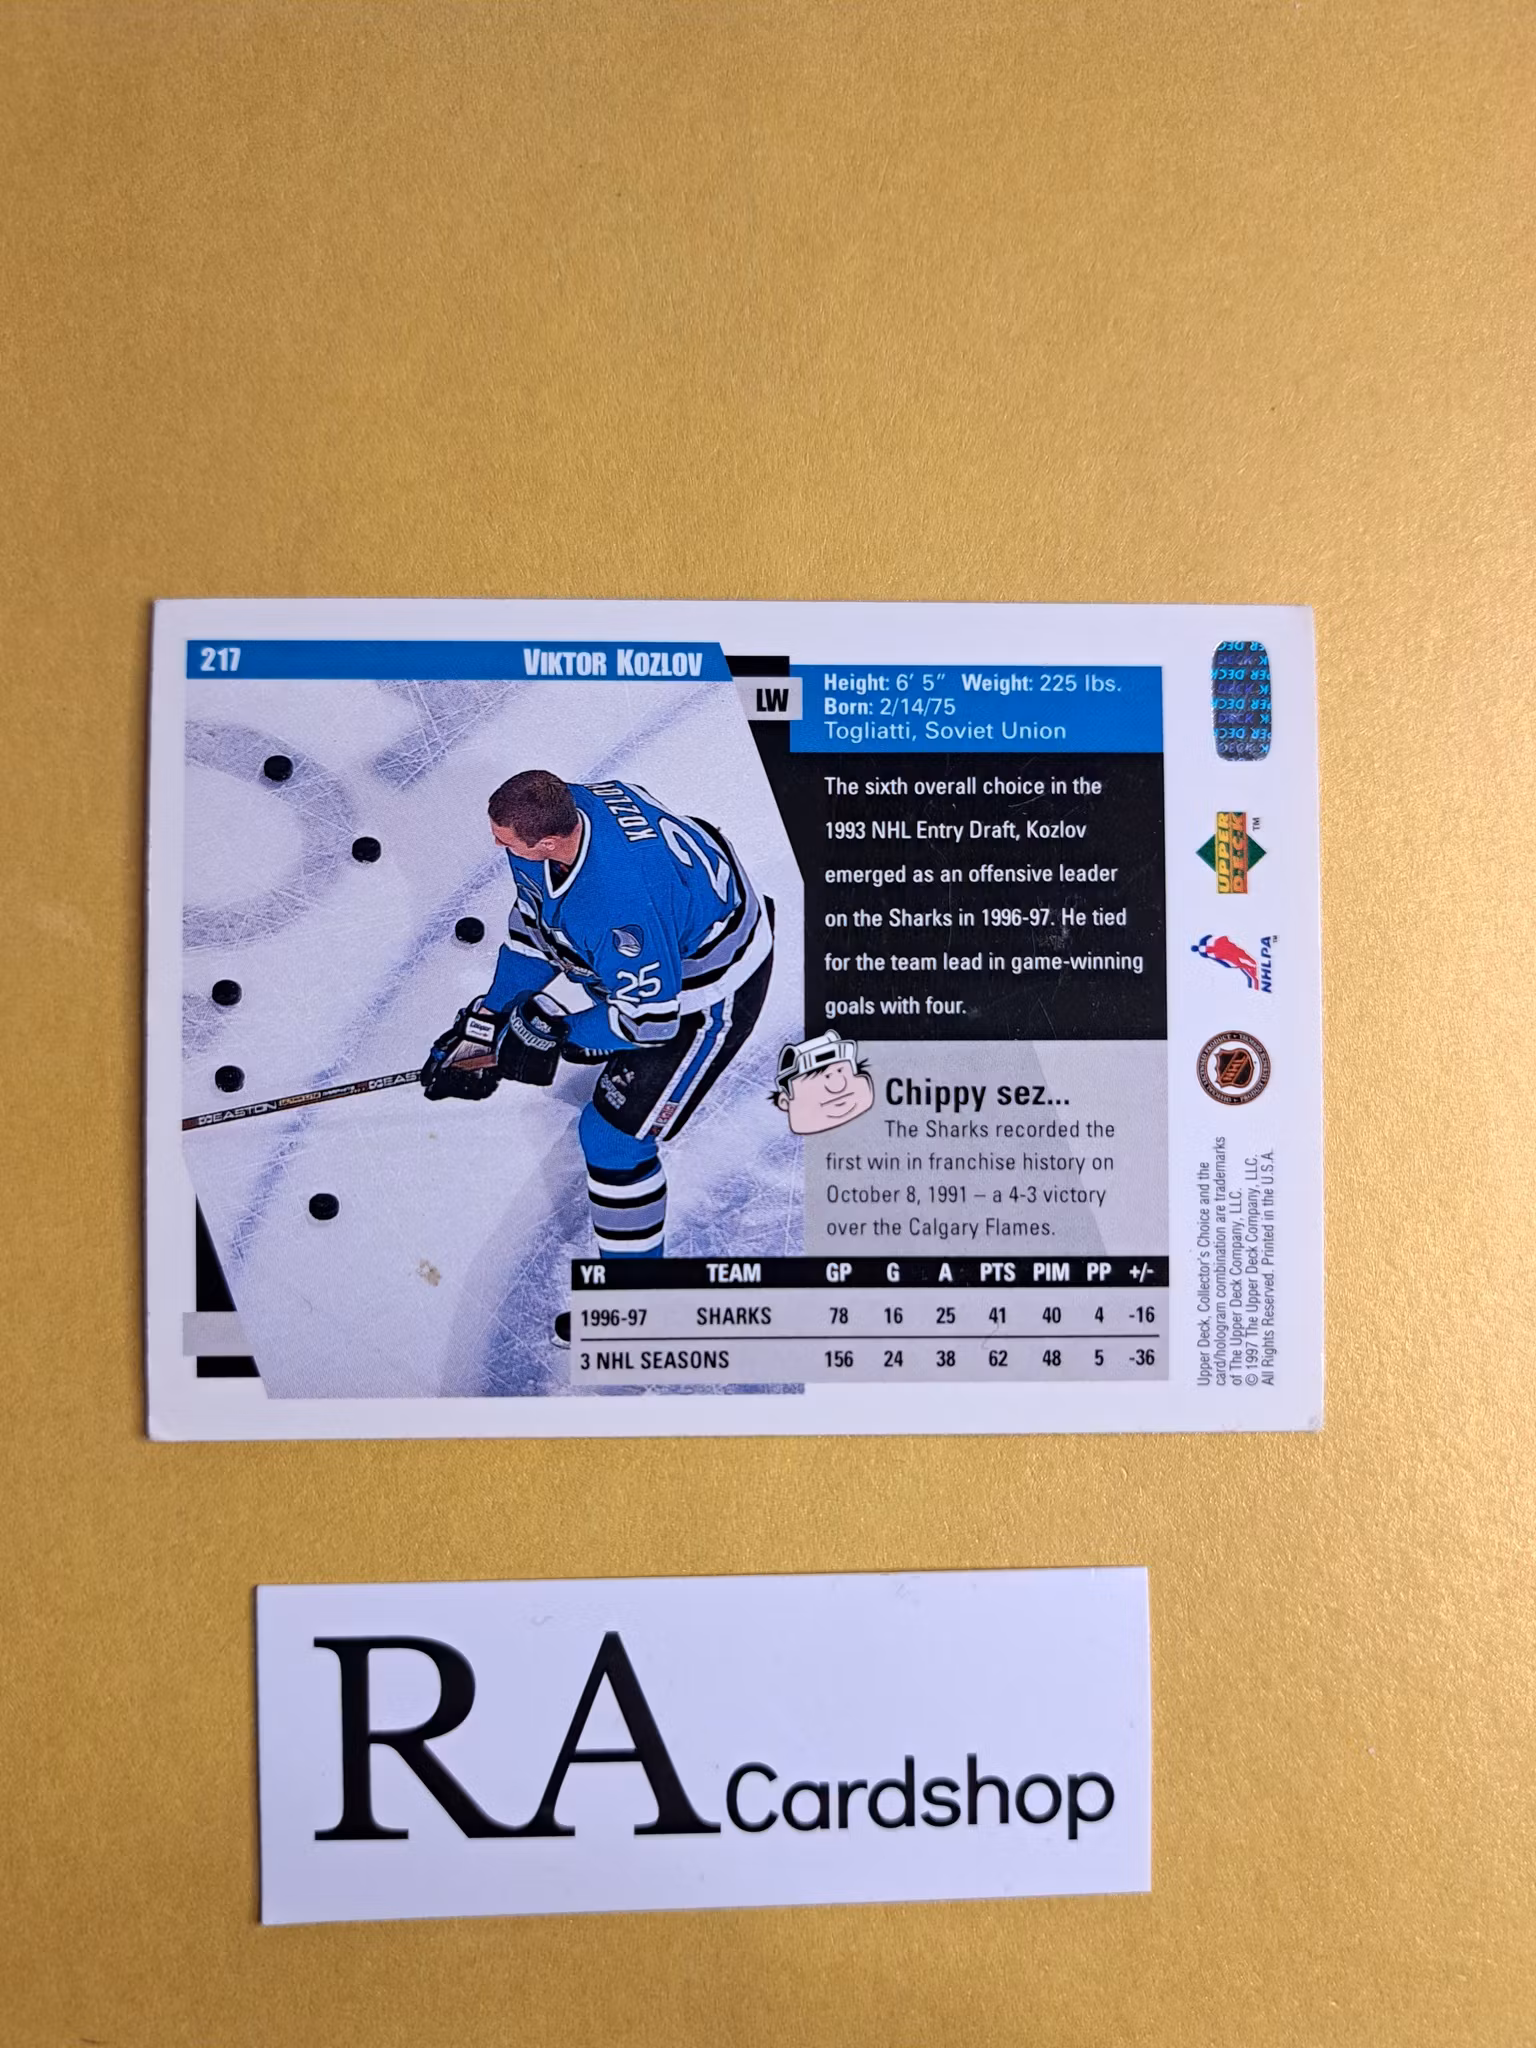 217
VIKTOR KOZLOV
LW
Height: 6' 5" Weight: 225 lbs.
Born: 2/14/75
Togliatti, Soviet Union
The sixth overall choice in the
1993 NHL Entry Draft, Kozlov
emerged as an offensive leader
on the Sharks in 1996-97. He tied
for the team lead in game-winning
goals with four.
KOZLOV
25
25
Cooper
Cooper
EASTON
EAST
Chippy sez...
The Sharks recorded the
first win in franchise history on
October 8, 1991 – a 4-3 victory
over the Calgary Flames.
YR TEAM GP G A PTS PIM PP +/-
1996-97 SHARKS 78 16 25 41 40 4 -16
3 NHL SEASONS 156 24 38 62 48 5 -36
UPPER
DECK™
NHLPA™
NHL
Upper Deck, Collector's Choice and the
card/hologram combination are trademarks
of The Upper Deck Company, LLC.
© 1997 The Upper Deck Company, LLC.
All Rights Reserved. Printed in the U.S.A.
RA Cardshop